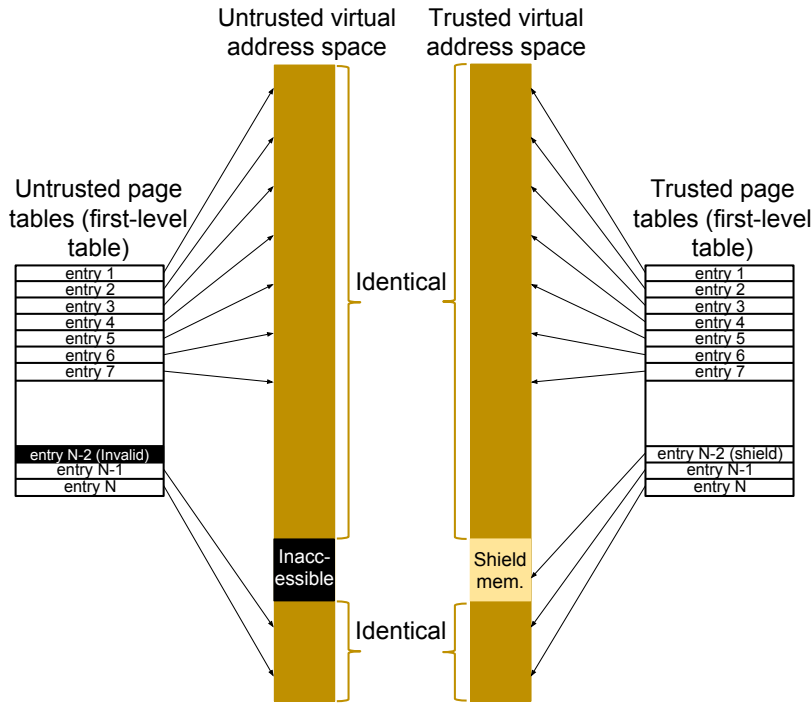 Untrusted virtual
address space
Trusted virtual
address space
Untrusted page
tables (first-level
table)
entry 1
entry 2
entry 3
entry 4
entry 5
entry 6
entry 7
entry N-2 (Invalid)
entry N-1
entry N
Identical
Inacc-
essible
Shield
mem.
Identical
Trusted page
tables (first-level
table)
entry 1
entry 2
entry 3
entry 4
entry 5
entry 6
entry 7
entry N-2 (shield)
entry N-1
entry N